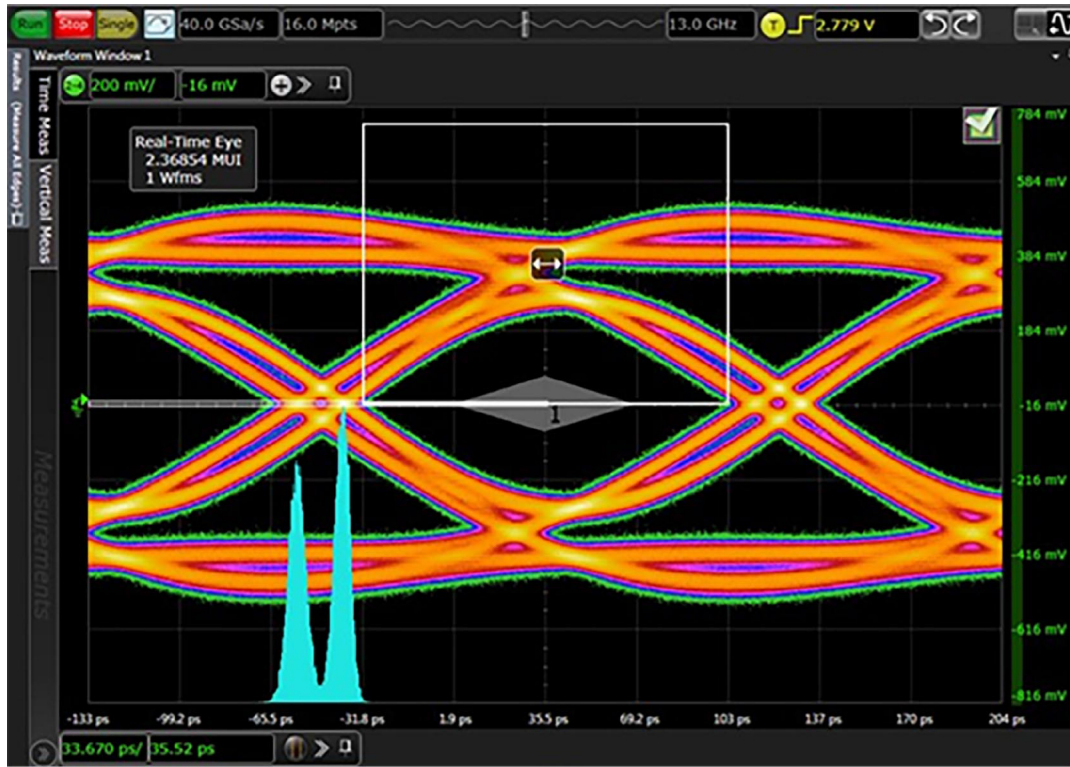 Run Stop Single 40.0 GSa/s 16.0 Mpts 13.0 GHz T 2.779 V
Waveform Window 1
200 mV/ -16 mV
Results (Measure All Edges)
Time Meas
Vertical Meas
Measurements
Real-Time Eye
2.36854 MUI
1 Wfms
784 mV
584 mV
384 mV
184 mV
-16 mV
-216 mV
-416 mV
-616 mV
-816 mV
1
-133 ps -99.2 ps -65.5 ps -31.8 ps 1.9 ps 35.5 ps 69.2 ps 103 ps 137 ps 170 ps 204 ps
33.670 ps/ 35.52 ps